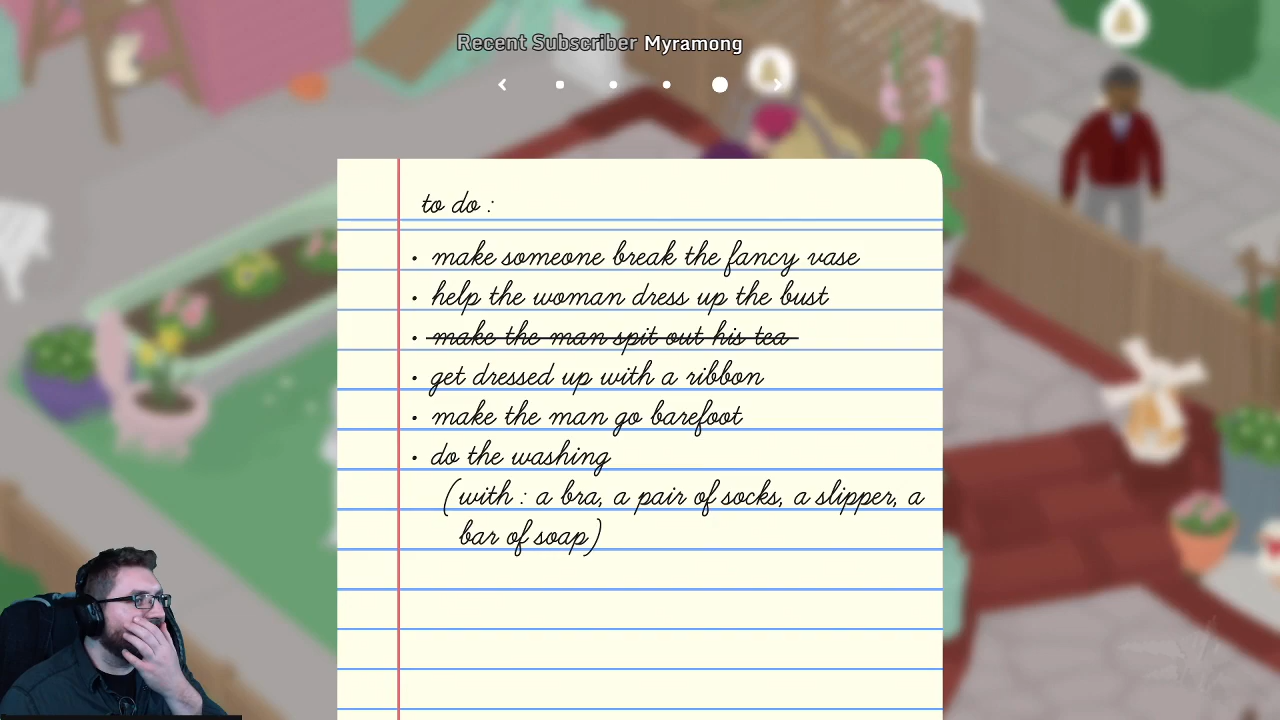 Recent Subscriber Myramong
to do :
• make someone break the fancy vase
• help the woman dress up the bust
• make the man spit out his tea
• get dressed up with a ribbon
• make the man go barefoot
• do the washing
(with : a bra, a pair of socks, a slipper, a
bar of soap)